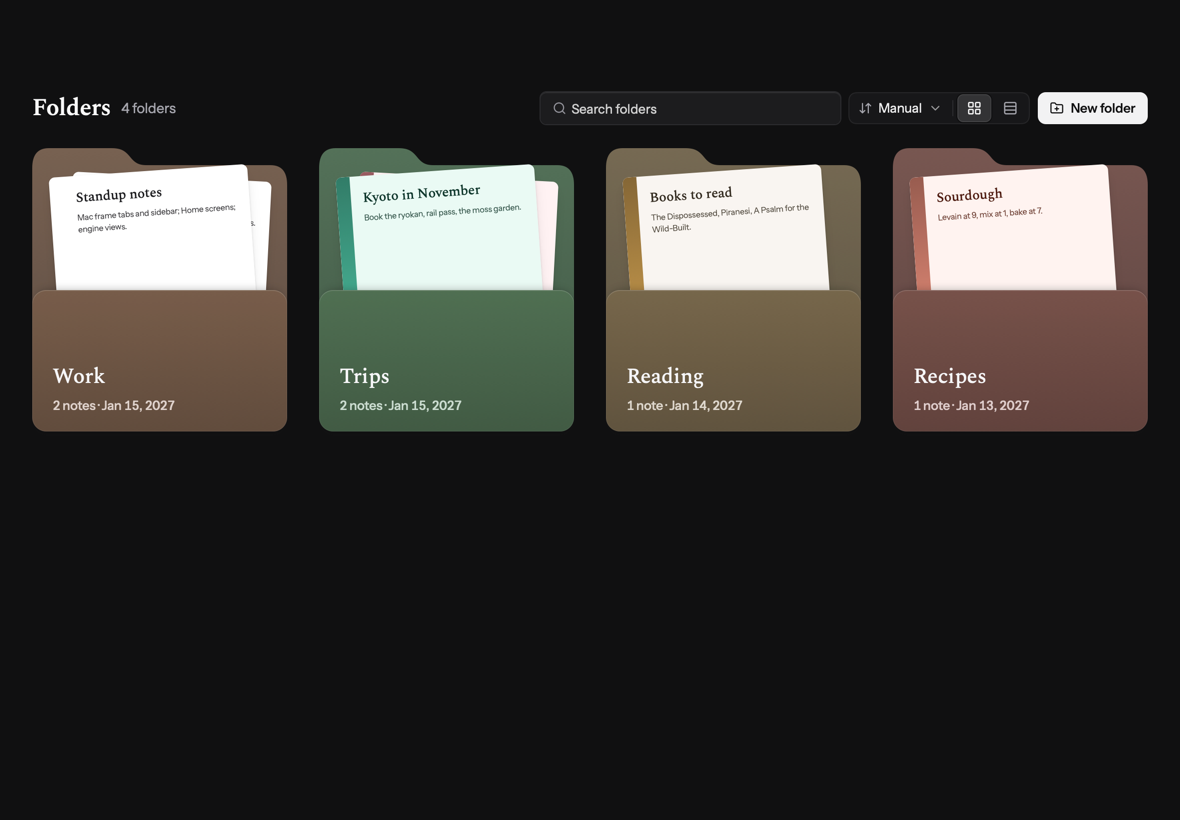 Folders 4 folders
Search folders
Manual
New folder
Standup notes
Mac frame tabs and sidebar; Home screens;
engine views.
s.
Work
2 notes · Jan 15, 2027
Kyoto in November
Book the ryokan, rail pass, the moss garden.
Trips
2 notes · Jan 15, 2027
Books to read
The Dispossessed, Piranesi, A Psalm for the
Wild-Built.
Reading
1 note · Jan 14, 2027
Sourdough
Levain at 9, mix at 1, bake at 7.
Recipes
1 note · Jan 13, 2027